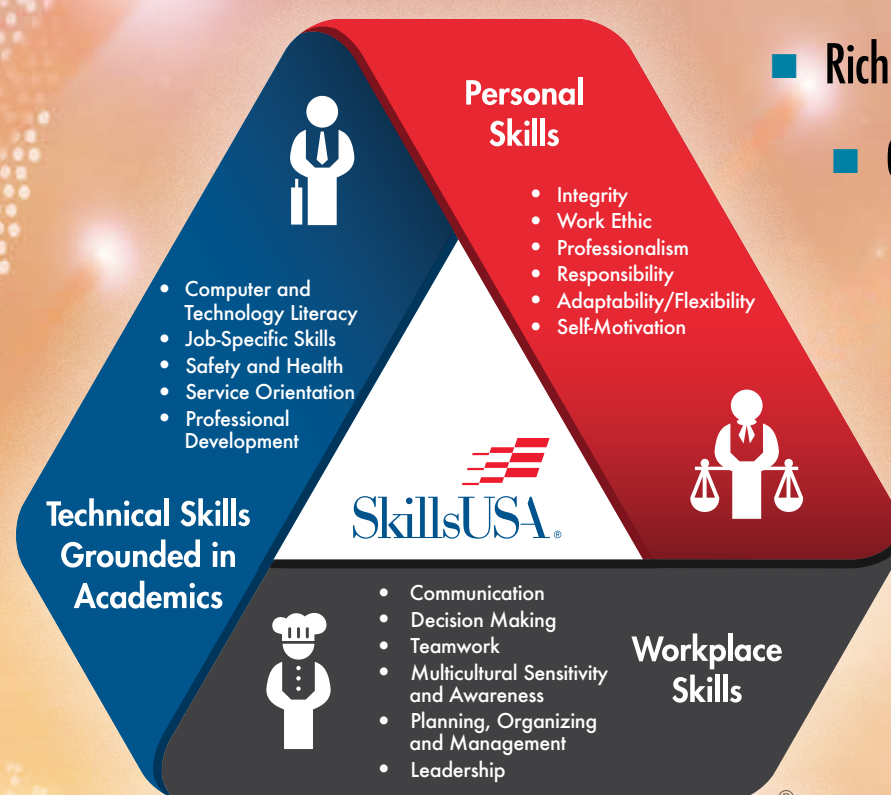 Rich
Personal
Skills
• Integrity
• Work Ethic
• Professionalism
• Responsibility
• Adaptability/Flexibility
• Self-Motivation
• Computer and
Technology Literacy
• Job-Specific Skills
• Safety and Health
• Service Orientation
• Professional
Development
Technical Skills
Grounded in
Academics
SkillsUSA®
• Communication
• Decision Making
• Teamwork
• Multicultural Sensitivity
and Awareness
• Planning, Organizing
and Management
• Leadership
Workplace
Skills